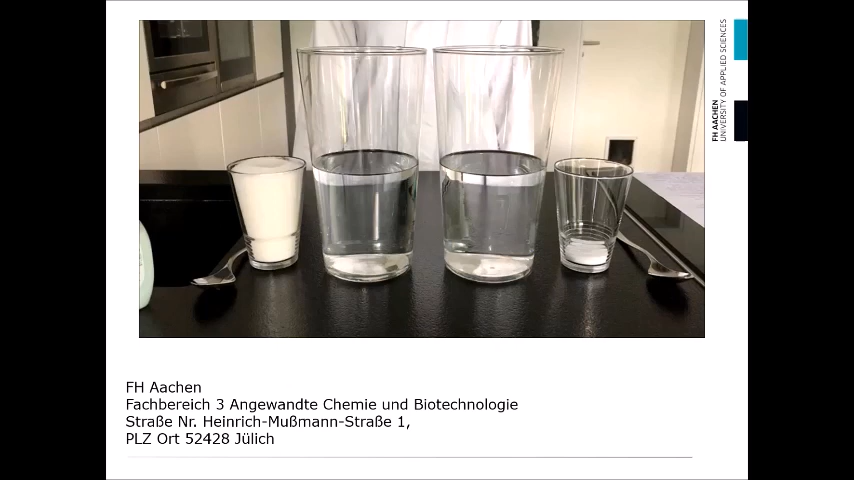 FH AACHEN
UNIVERSITY OF APPLIED SCIENCES
FH Aachen
Fachbereich 3 Angewandte Chemie und Biotechnologie
Straße Nr. Heinrich-Mußmann-Straße 1,
PLZ Ort 52428 Jülich